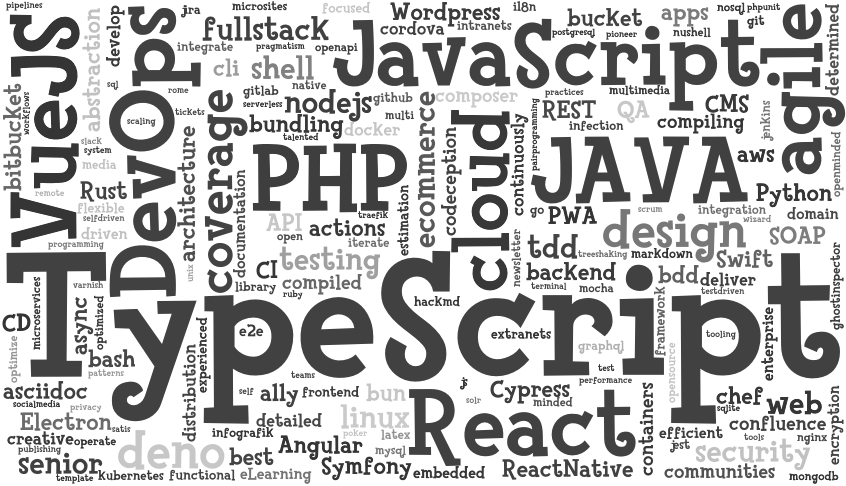 pipelines
microsites
focused
Wordpress
il8n
nosql
phpunit
VueJS
abstraction
develop
DevOps
jra
fullstack
cordova
intranets
bucket
apps
git
agile
determined
integrate
pragmatism
openapi
JavaScript
postgresql
pioneer
nushell
cli
shell
bitbucket
workflows
sql
rome
gitlab
native
serverless
nodejs
github
composer
practices
multimedia
scaling
tickets
bundling
multi
REST
QA
CMS
slack
system
talented
docker
infection
compiling
jenkins
media
architecture
coverage
PHP
ecommerce
codeception
cloud
continuously
pairprogramming
JAVA
aws
openminded
remote
Rust
documentation
Python
flexible
selfdriven
traefik
go
PWA
scrum
integration
wizard
domain
driven
API
actions
estimation
design
SOAP
programming
open
iterate
newsletter
tdd
treeshaking
markdown
Swift
unix
CI
testing
backend
bdd
deliver
ghostinspector
TypeScript
microservices
varnish
library
compiled
ruby
terminal
mocha
testdriven
hackmd
CD
async
optimized
e2e
extranets
graphql
framework
tooling
enterprise
optimize
bash
patterns
experienced
distribution
opensource
teams
test
performance
asciidoc
self
ally
frontend
bun
js
Cypress
chef
web
encryption
socialmedia
privacy
solr
minded
sqlite
Electron
satis
detailed
linux
React
containers
confluence
creative
operate
infografik
poker
latex
efficient
tools
nginx
publishing
deno
best
Angular
mysql
jest
security
senior
template
Kubernetes
functional
eLearning
Symfony
embedded
ReactNative
communities
mongodb